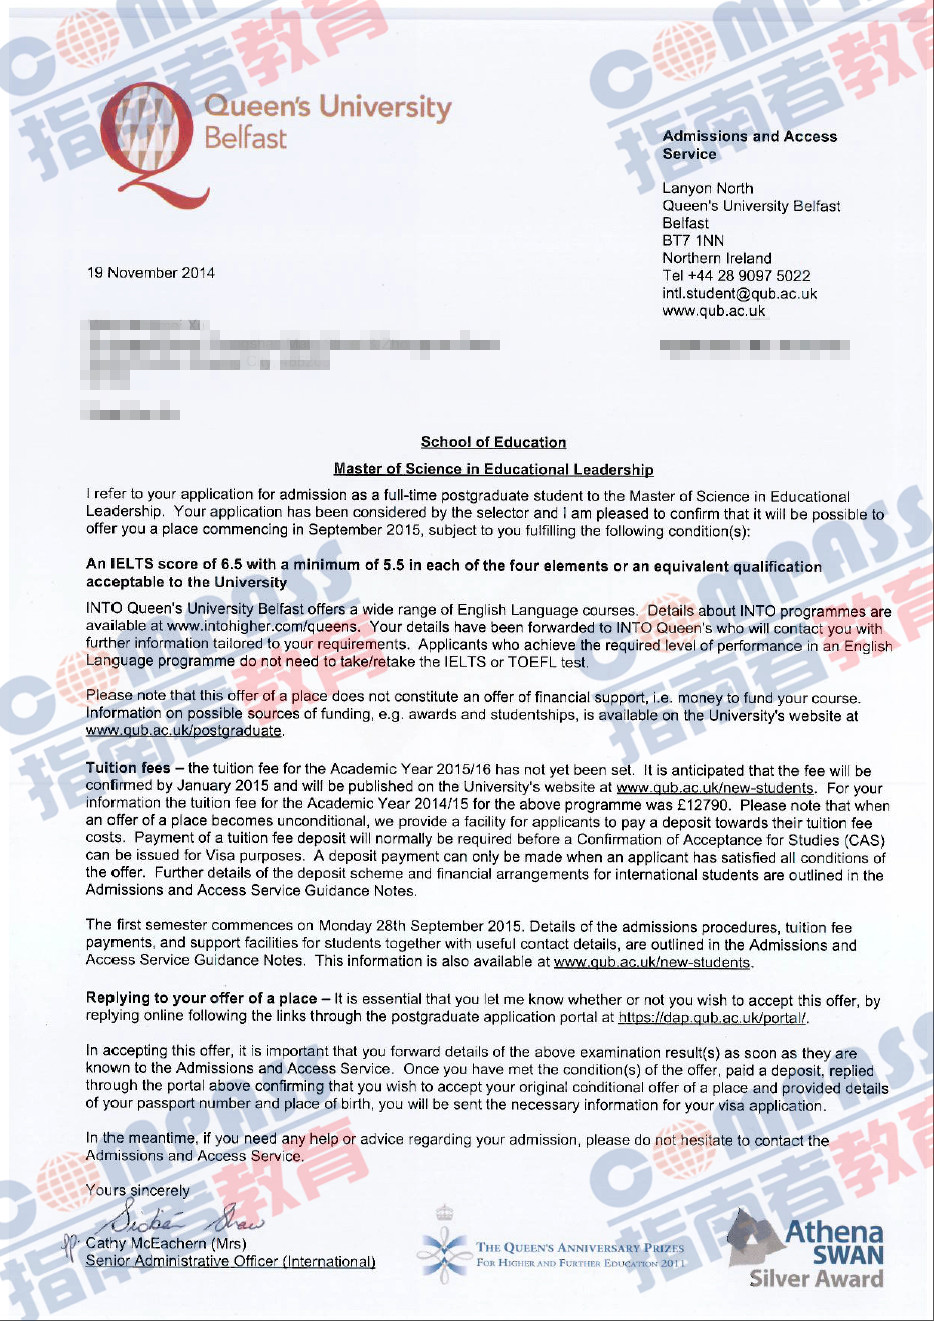 COMPASS
指南者教育
COMPASS
指南者教育
Queen's University
Belfast
Admissions and Access
Service
Lanyon North
Queen's University Belfast
Belfast
BT7 1NN
Northern Ireland
Tel +44 28 9097 5022
intl.student@qub.ac.uk
www.qub.ac.uk
19 November 2014
School of Education
Master of Science in Educational Leadership
I refer to your application for admission as a full-time postgraduate student to the Master of Science in Educational
Leadership. Your application has been considered by the selector and I am pleased to confirm that it will be possible to
offer you a place commencing in September 2015, subject to you fulfilling the following condition(s):
An IELTS score of 6.5 with a minimum of 5.5 in each of the four elements or an equivalent qualification
acceptable to the University
INTO Queen's University Belfast offers a wide range of English Language courses. Details about INTO programmes are
available at www.intohigher.com/queens. Your details have been forwarded to INTO Queen's who will contact you with
further information tailored to your requirements. Applicants who achieve the required level of performance in an English
Language programme do not need to take/retake the IELTS or TOEFL test.
COMPASS
指南者教育
COMPASS
指南者教育
Please note that this offer of a place does not constitute an offer of financial support, i.e. money to fund your course.
Information on possible sources of funding, e.g. awards and studentships, is available on the University's website at
www.qub.ac.uk/postgraduate.
Tuition fees – the tuition fee for the Academic Year 2015/16 has not yet been set. It is anticipated that the fee will be
confirmed by January 2015 and will be published on the University's website at www.qub.ac.uk/new-students. For your
information the tuition fee for the Academic Year 2014/15 for the above programme was £12790. Please note that when
an offer of a place becomes unconditional, we provide a facility for applicants to pay a deposit towards their tuition fee
costs. Payment of a tuition fee deposit will normally be required before a Confirmation of Acceptance for Studies (CAS)
can be issued for Visa purposes. A deposit payment can only be made when an applicant has satisfied all conditions of
the offer. Further details of the deposit scheme and financial arrangements for international students are outlined in the
Admissions and Access Service Guidance Notes.
The first semester commences on Monday 28th September 2015. Details of the admissions procedures, tuition fee
payments, and support facilities for students together with useful contact details, are outlined in the Admissions and
Access Service Guidance Notes. This information is also available at www.qub.ac.uk/new-students.
Replying to your offer of a place – It is essential that you let me know whether or not you wish to accept this offer, by
replying online following the links through the postgraduate application portal at https://dap.qub.ac.uk/portal/.
In accepting this offer, it is important that you forward details of the above examination result(s) as soon as they are
known to the Admissions and Access Service. Once you have met the condition(s) of the offer, paid a deposit, replied
through the portal above confirming that you wish to accept your original conditional offer of a place and provided details
of your passport number and place of birth, you will be sent the necessary information for your visa application.
In the meantime, if you need any help or advice regarding your admission, please do not hesitate to contact the
Admissions and Access Service.
COMPASS
指南者教育
COMPASS
指南者教育
Yours sincerely
pp. Cathy McEachern (Mrs)
Senior Administrative Officer (International)
THE QUEEN'S ANNIVERSARY PRIZES
FOR HIGHER AND FURTHER EDUCATION 2011
Athena
SWAN
Silver Award